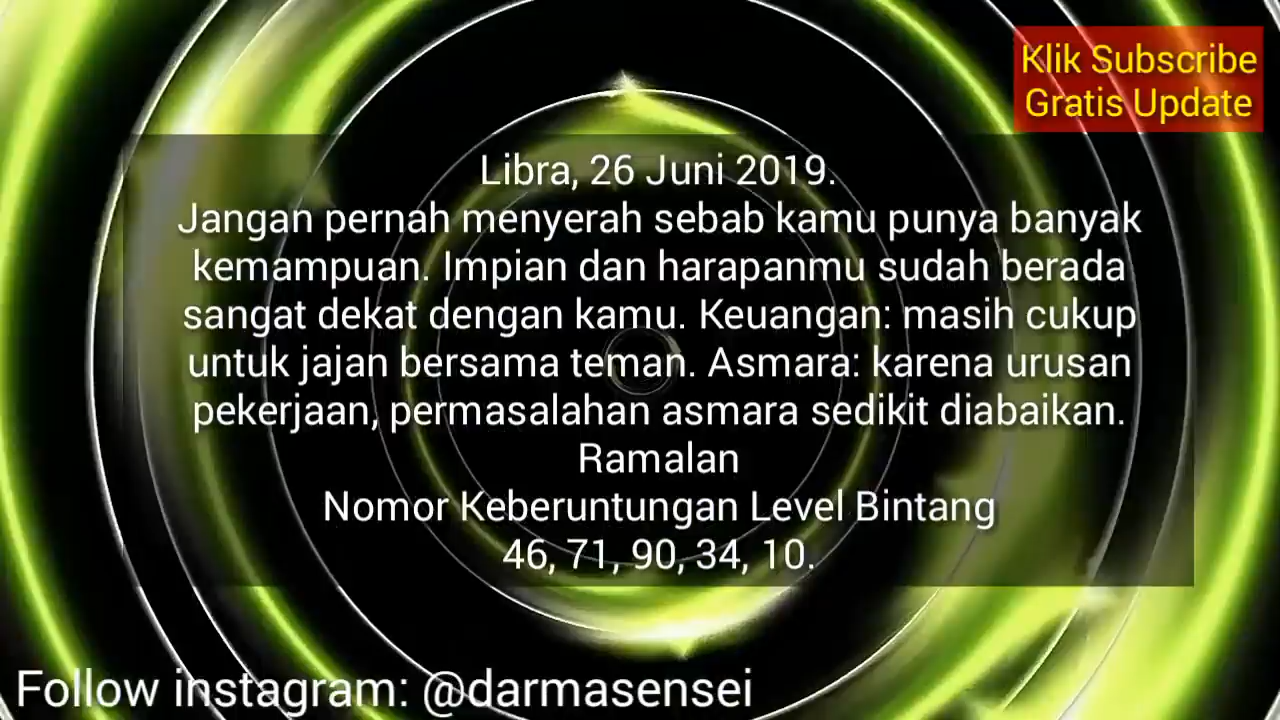 Klik Subscribe
Gratis Update
Libra, 26 Juni 2019.
Jangan pernah menyerah sebab kamu punya banyak
kemampuan. Impian dan harapanmu sudah berada
sangat dekat dengan kamu. Keuangan: masih cukup
untuk jajan bersama teman. Asmara: karena urusan
pekerjaan, permasalahan asmara sedikit diabaikan.
Ramalan
Nomor Keberuntungan Level Bintang
46, 71, 90, 34, 10.
Follow instagram: @darmasensei